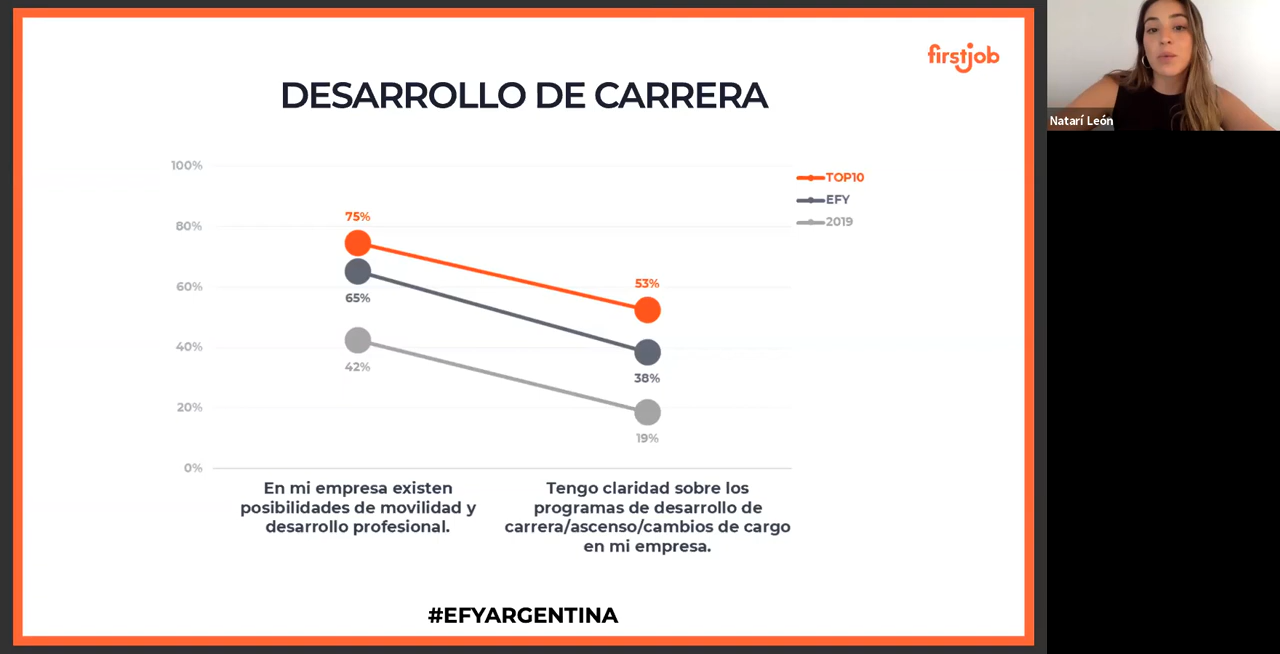 firstjob
DESARROLLO DE CARRERA
100%
80%
60%
40%
20%
0%
75%
65%
42%
53%
38%
19%
TOP10
EFY
2019
En mi empresa existen
posibilidades de movilidad y
desarrollo profesional.
Tengo claridad sobre los
programas de desarrollo de
carrera/ascenso/cambios de cargo
en mi empresa.
#EFYARGENTINA
Natarí León